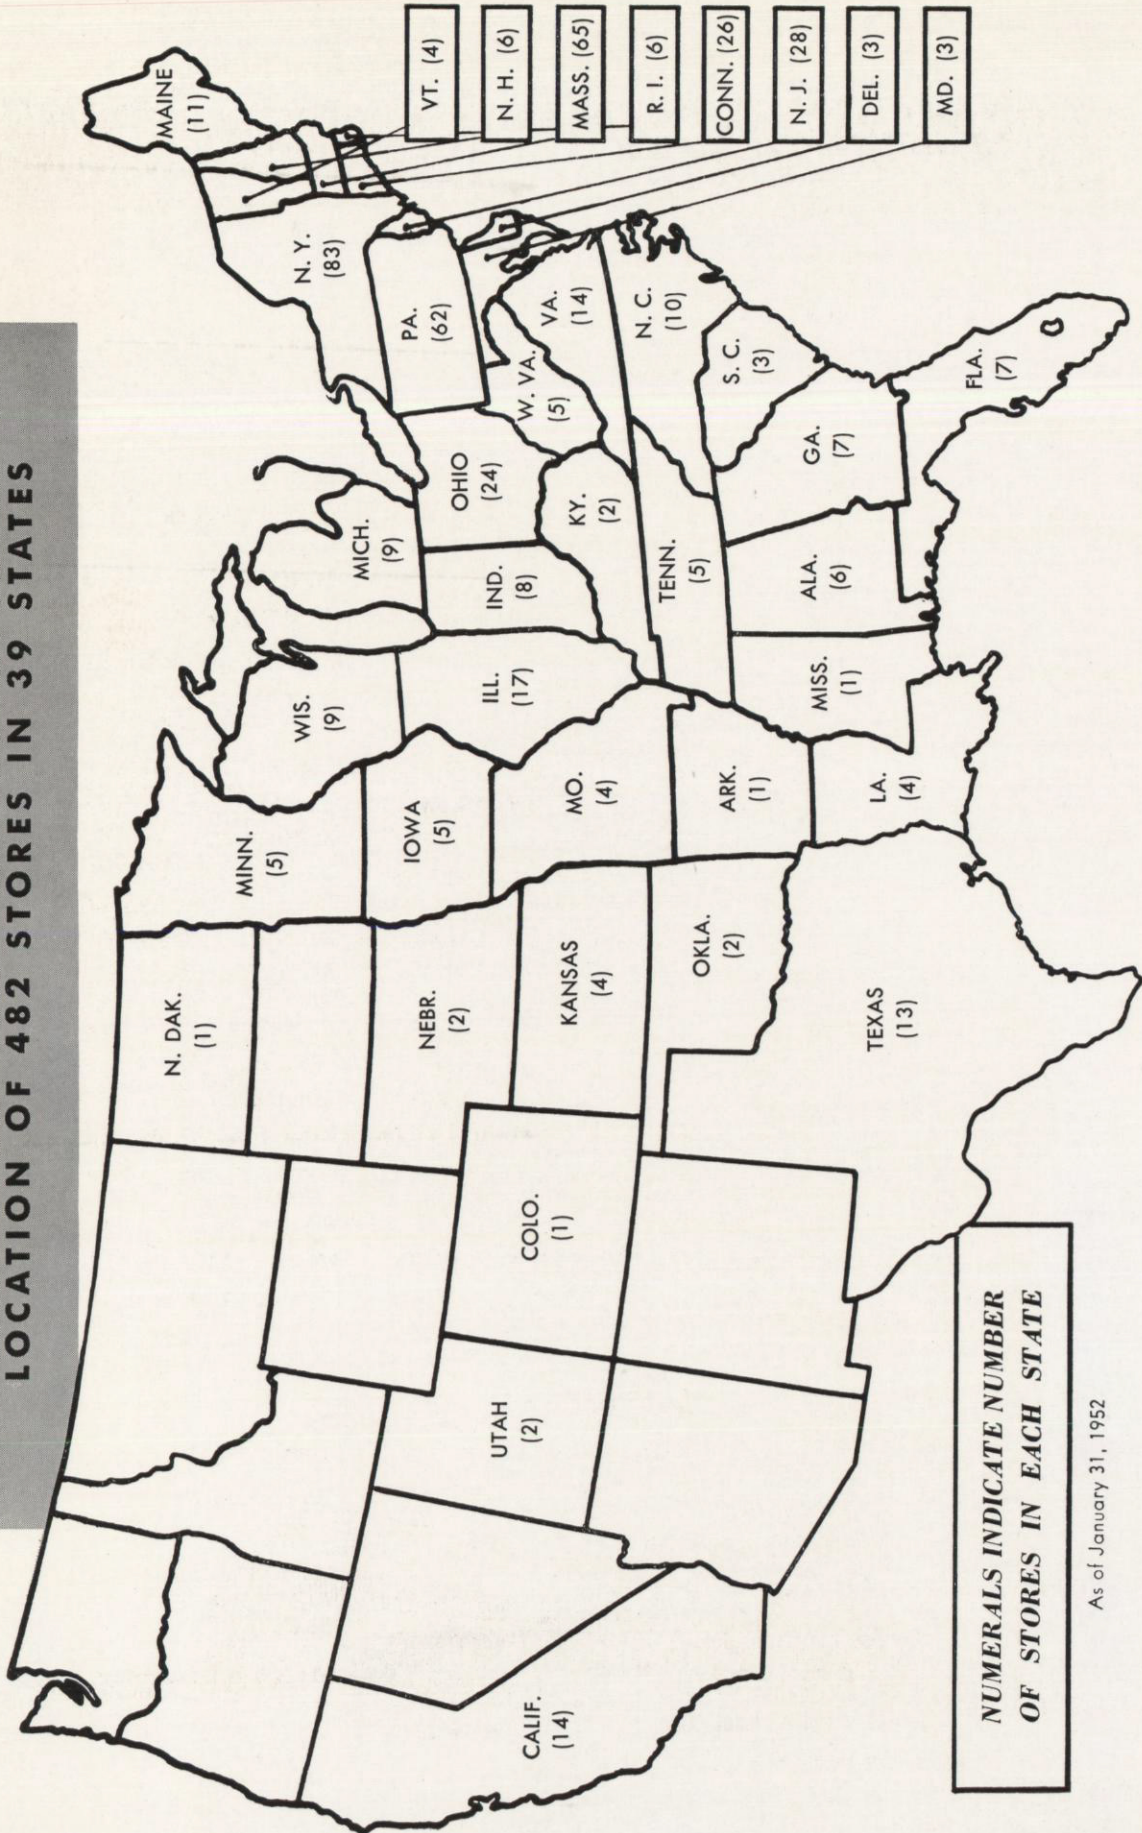 LOCATION OF 482 STORES IN 39 STATES
MAINE
(11)
VT. (4)
N. H. (6)
MASS. (65)
R. I. (6)
CONN. (26)
N. J. (28)
DEL. (3)
MD. (3)
N. Y.
(83)
PA.
(62)
W. VA.
(5)
VA.
(14)
N. C.
(10)
S. C.
(3)
GA.
(7)
FLA.
(7)
OHIO
(24)
KY.
(2)
TENN.
(5)
ALA.
(6)
MICH.
(9)
IND.
(8)
MISS.
(1)
WIS.
(9)
ILL.
(17)
MINN.
(5)
IOWA
(5)
MO.
(4)
ARK.
(1)
LA.
(4)
N. DAK.
(1)
NEBR.
(2)
KANSAS
(4)
OKLA.
(2)
TEXAS
(13)
COLO.
(1)
UTAH
(2)
CALIF.
(14)
NUMERALS INDICATE NUMBER
OF STORES IN EACH STATE
As of January 31, 1952